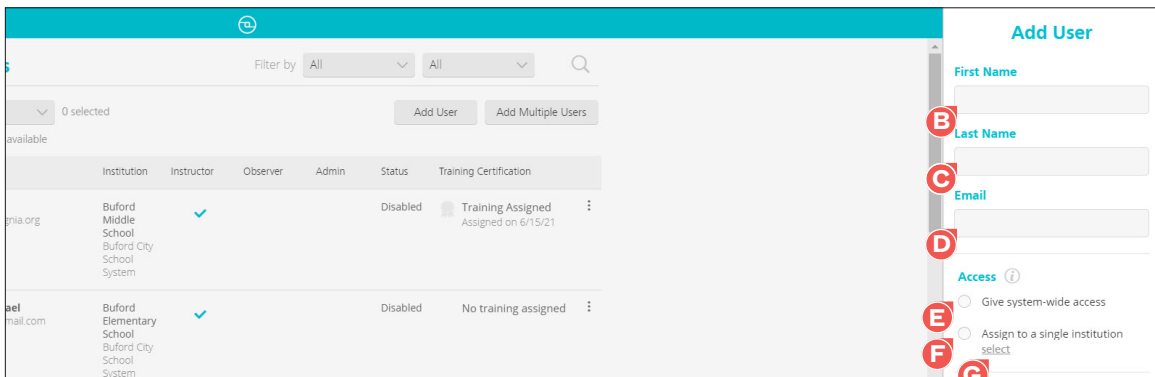 Add User
s
Filter by All All
First Name
0 selected Add User Add Multiple Users
B
available
Last Name
Institution Instructor Observer Admin Status Training Certification
C
Email
Buford Disabled Training Assigned
gnia.org Middle Assigned on 6/15/21
School
Buford City
School
System
D
Access i
Give system-wide access
E
ael Buford Disabled No training assigned
mail.com Elementary
School
Buford City
School
System
Assign to a single institution
F
select
G